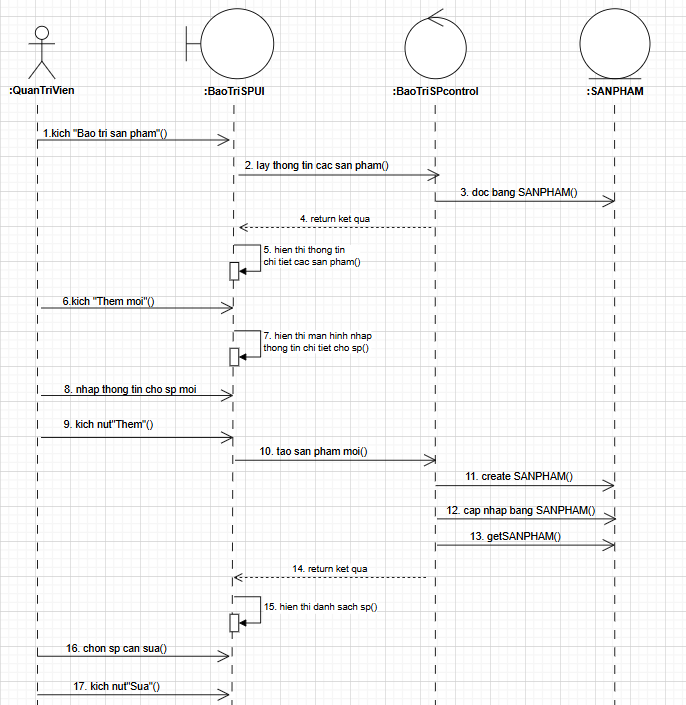 :QuanTriVien
:BaoTriSPUI
:BaoTriSPcontrol
:SANPHAM
1.kich "Bao tri san pham"()
2. lay thong tin cac san pham()
3. doc bang SANPHAM()
4. return ket qua
5. hien thi thong tin
chi tiet cac san pham()
6.kich "Them moi"()
7. hien thi man hinh nhap
thong tin chi tiet cho sp()
8. nhap thong tin cho sp moi
9. kich nut"Them"()
10. tao san pham moi()
11. create SANPHAM()
12. cap nhap bang SANPHAM()
13. getSANPHAM()
14. return ket qua
15. hien thi danh sach sp()
16. chon sp can sua()
17. kich nut"Sua"()